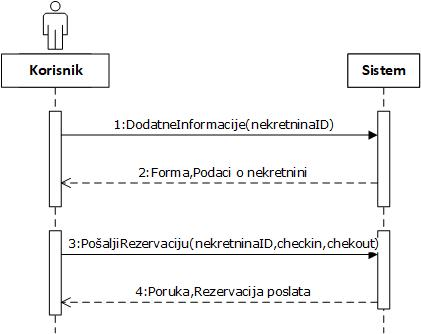 Korisnik
Sistem
1:DodatneInformacije(nekretninaID)
2:Forma,Podaci o nekretnini
3:PošaljiRezervaciju(nekretninaID,checkin,chekout)
4:Poruka,Rezervacija poslata